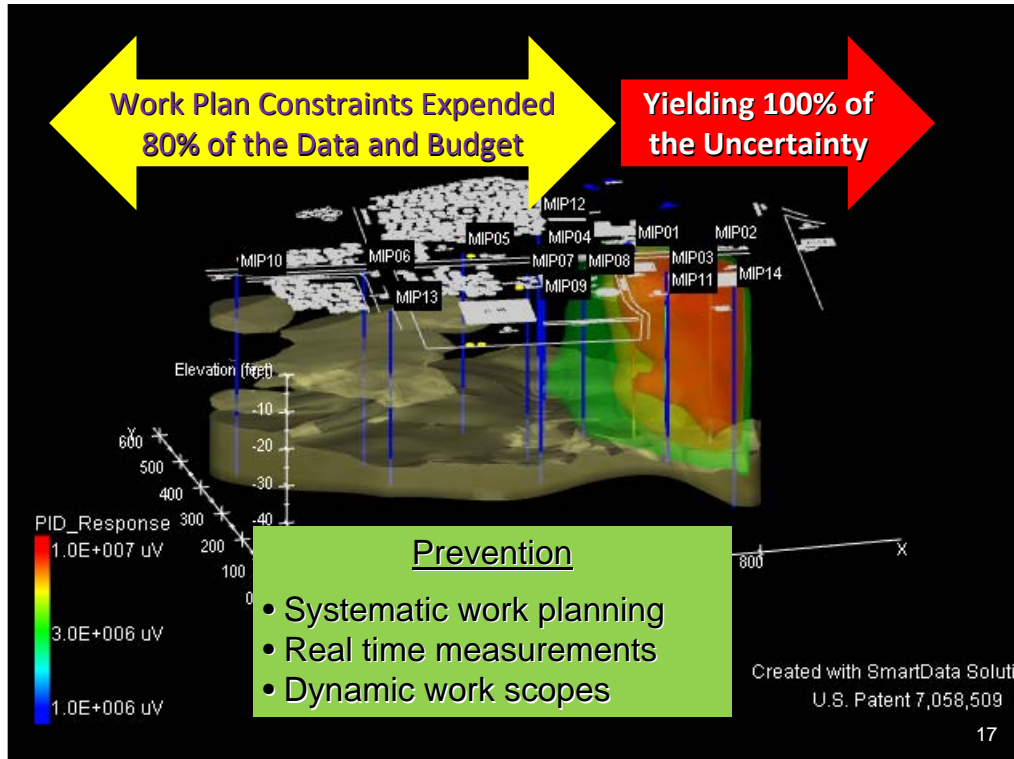 Work Plan Constraints Expended
80% of the Data and Budget
Yielding 100% of
the Uncertainty
MIP12
MIP05
MIP04
MIP01
MIP02
MIP10
MIP06
MIP07
MIP08
MIP03
MIP13
MIP09
MIP11
MIP14
Elevation (feet)
-10
-20
-30
-40
Y
600
500
400
300
200
100
0
800
X
PID_Response
1.0E+007 uV
3.0E+006 uV
1.0E+006 uV
Prevention
• Systematic work planning
• Real time measurements
• Dynamic work scopes
Created with SmartData Soluti
U.S. Patent 7,058,509
17